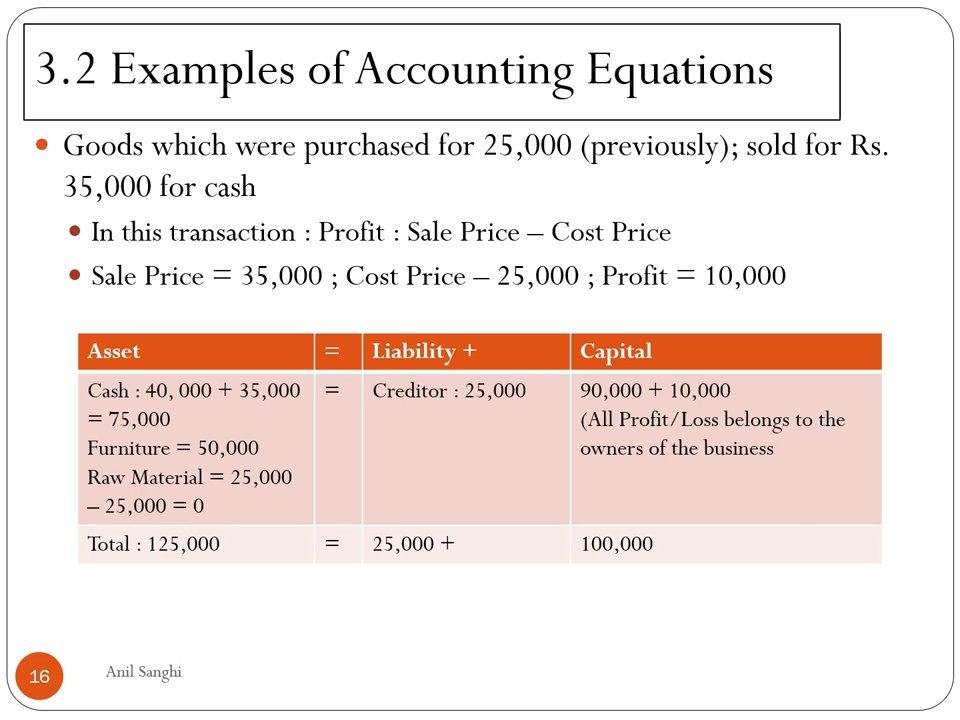 3.2 Examples of Accounting Equations
• Goods which were purchased for 25,000 (previously); sold for Rs.
35,000 for cash
• In this transaction : Profit : Sale Price – Cost Price
• Sale Price = 35,000 ; Cost Price – 25,000 ; Profit = 10,000
Asset = Liability + Capital
Cash : 40, 000 + 35,000 = Creditor : 25,000 90,000 + 10,000
= 75,000 (All Profit/Loss belongs to the
Furniture = 50,000 owners of the business
Raw Material = 25,000
– 25,000 = 0
Total : 125,000 = 25,000 + 100,000
16 Anil Sanghi